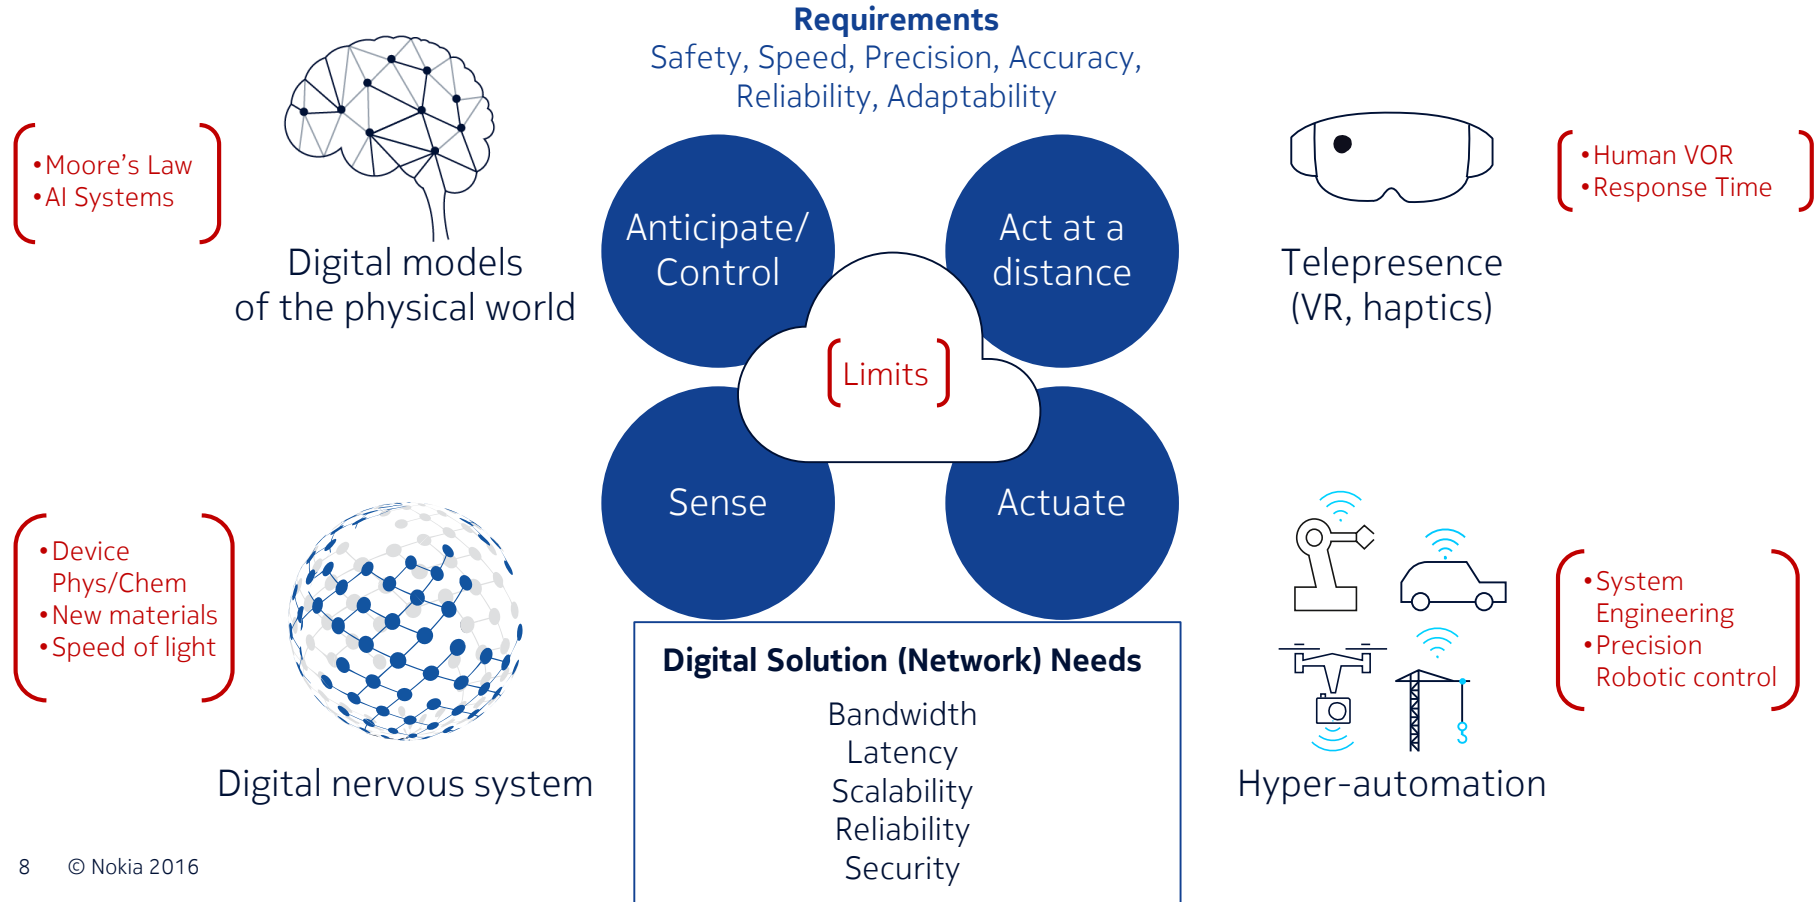 Requirements
Safety, Speed, Precision, Accuracy,
Reliability, Adaptability
•Moore's Law
•AI Systems
Digital models
of the physical world
Anticipate/
Control
Act at a
distance
Telepresence
(VR, haptics)
•Human VOR
•Response Time
[Limits]
•Device
Phys/Chem
•New materials
•Speed of light
Digital nervous system
Sense
Actuate
Hyper-automation
•System
Engineering
•Precision
Robotic control
Digital Solution (Network) Needs
Bandwidth
Latency
Scalability
Reliability
Security
8 © Nokia 2016